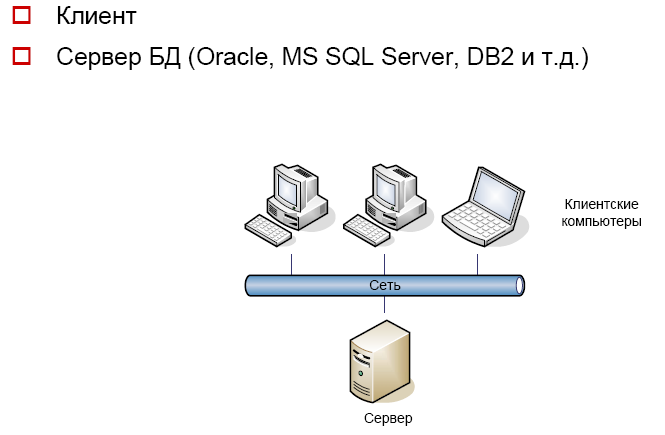 Клиент
Сервер БД (Oracle, MS SQL Server, DB2 и т.д.)
Клиентские
компьютеры
Сеть
Сервер